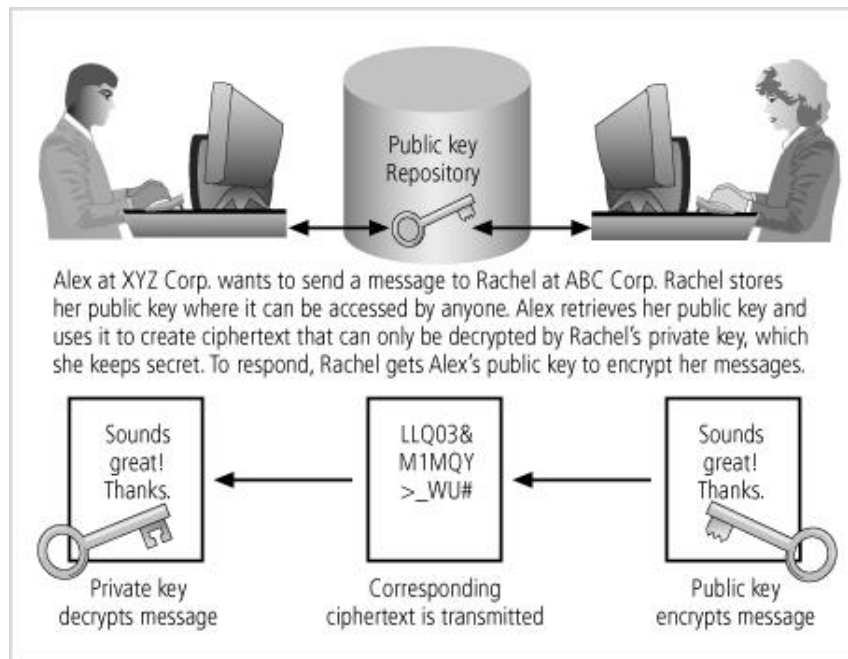 Public key
Repository
Alex at XYZ Corp. wants to send a message to Rachel at ABC Corp. Rachel stores
her public key where it can be accessed by anyone. Alex retrieves her public key and
uses it to create ciphertext that can only be decrypted by Rachel's private key, which
she keeps secret. To respond, Rachel gets Alex's public key to encrypt her messages.
Sounds
great!
Thanks.
LLQ03&
M1MQY
>_WU#
Sounds
great!
Thanks.
Private key
decrypts message
Corresponding
ciphertext is transmitted
Public key
encrypts message